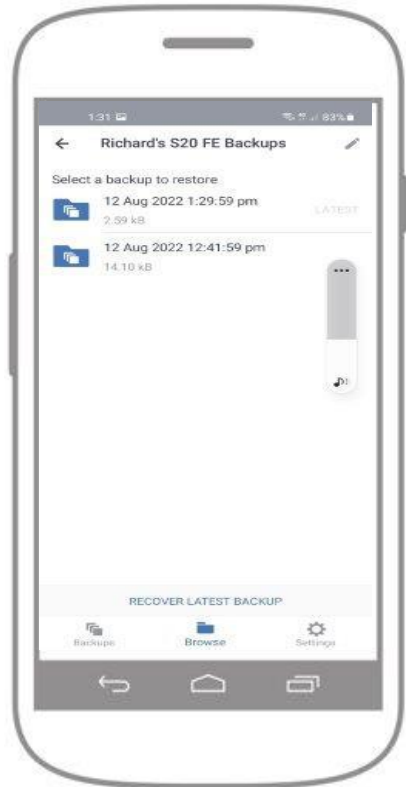 1:31 83%
Richard's S20 FE Backups
Select a backup to restore
12 Aug 2022 1:29:59 pm
LATEST
2.59 kB
12 Aug 2022 12:41:59 pm
14.10 kB
RECOVER LATEST BACKUP
Backups Browse Settings